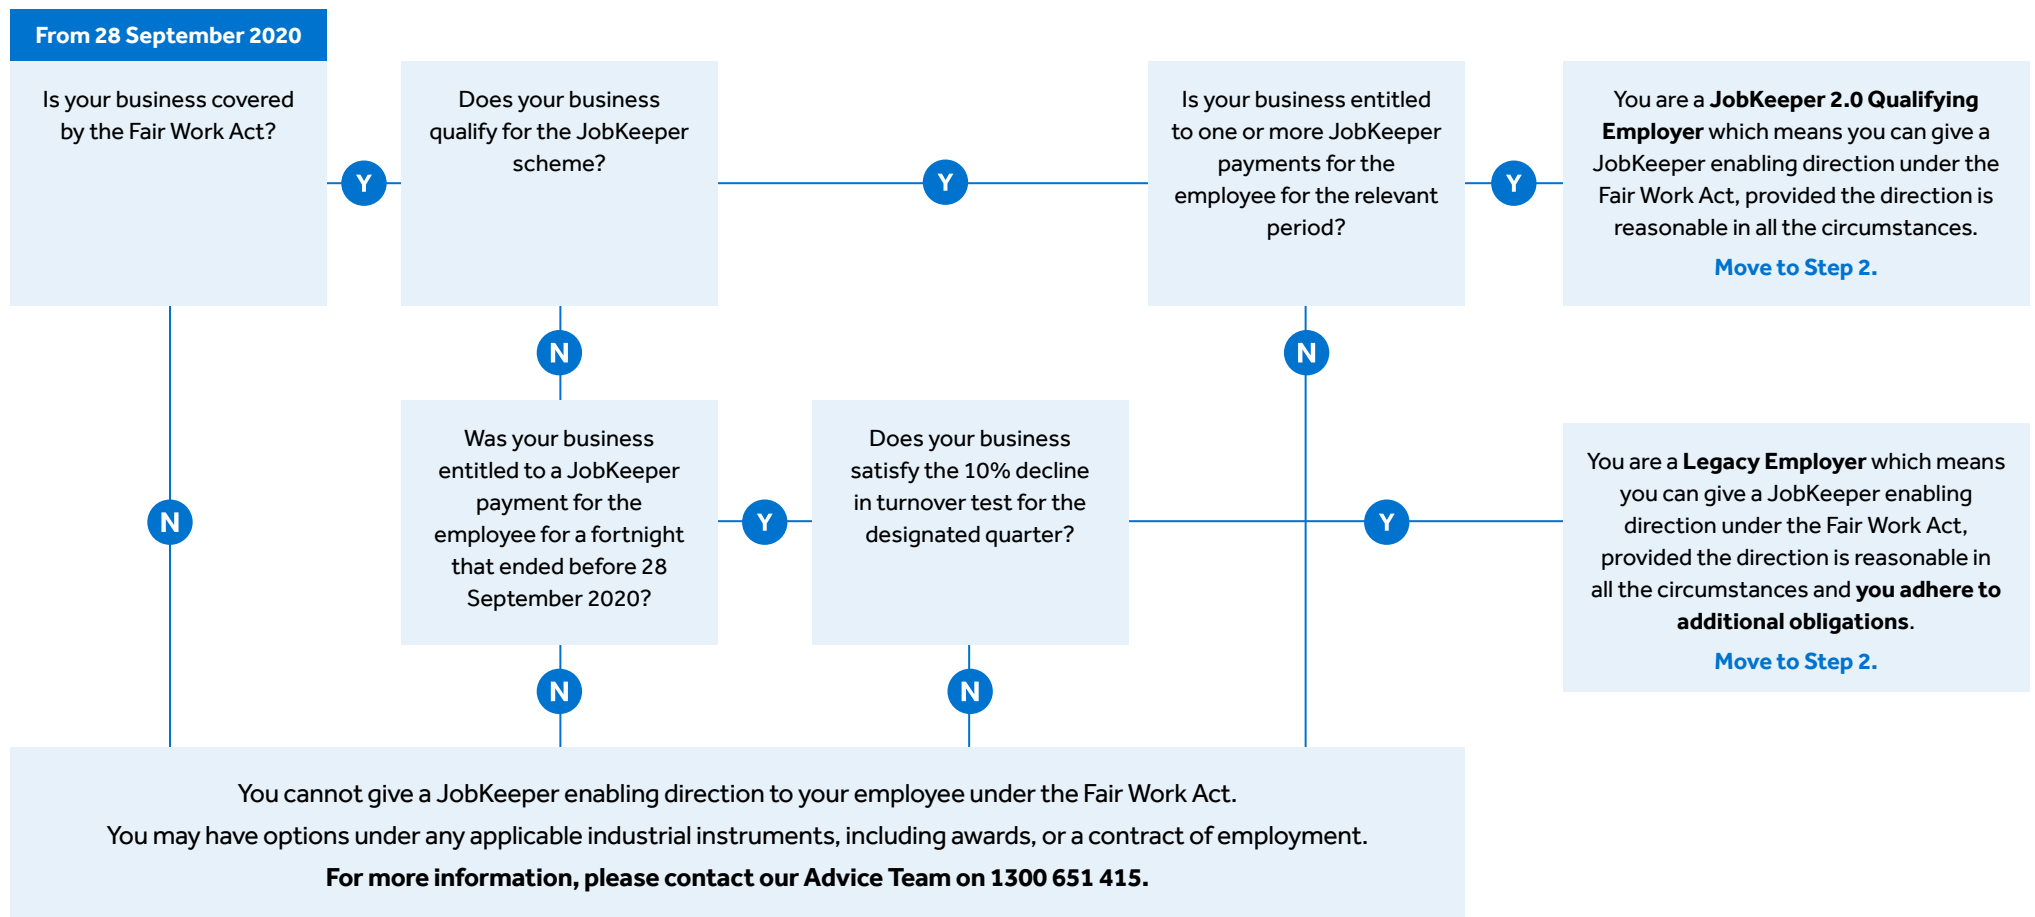 From 28 September 2020
Is your business covered
by the Fair Work Act?
Y
Does your business
qualify for the JobKeeper
scheme?
Y
Is your business entitled
to one or more JobKeeper
payments for the
employee for the relevant
period?
Y
You are a JobKeeper 2.0 Qualifying
Employer which means you can give a
JobKeeper enabling direction under the
Fair Work Act, provided the direction is
reasonable in all the circumstances.
Move to Step 2.
N
N
N
Was your business
entitled to a JobKeeper
payment for the
employee for a fortnight
that ended before 28
September 2020?
Y
Does your business
satisfy the 10% decline
in turnover test for the
designated quarter?
Y
You are a Legacy Employer which means
you can give a JobKeeper enabling
direction under the Fair Work Act,
provided the direction is reasonable in
all the circumstances and you adhere to
additional obligations.
Move to Step 2.
N
N
You cannot give a JobKeeper enabling direction to your employee under the Fair Work Act.
You may have options under any applicable industrial instruments, including awards, or a contract of employment.
For more information, please contact our Advice Team on 1300 651 415.